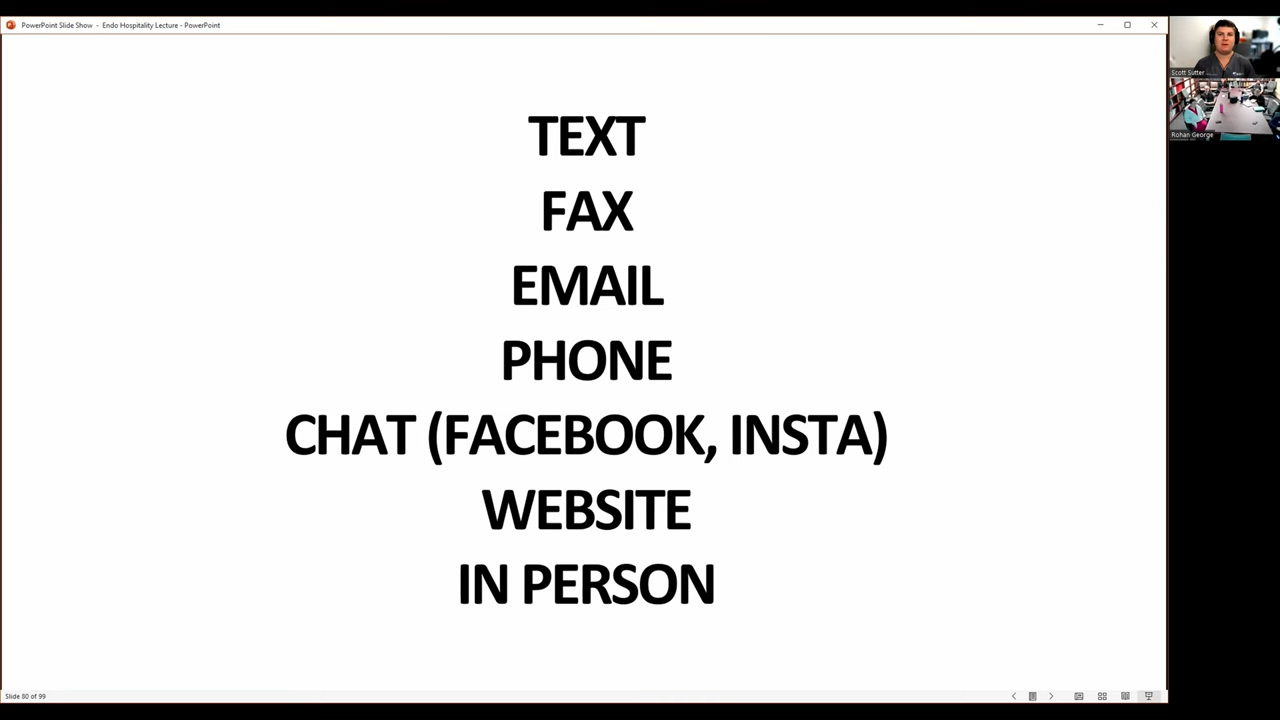 PowerPoint Slide Show - Endo Hospitality Lecture - PowerPoint
TEXT
FAX
EMAIL
PHONE
CHAT (FACEBOOK, INSTA)
WEBSITE
IN PERSON
Slide 80 of 99
Scott Sutter
Rohan George